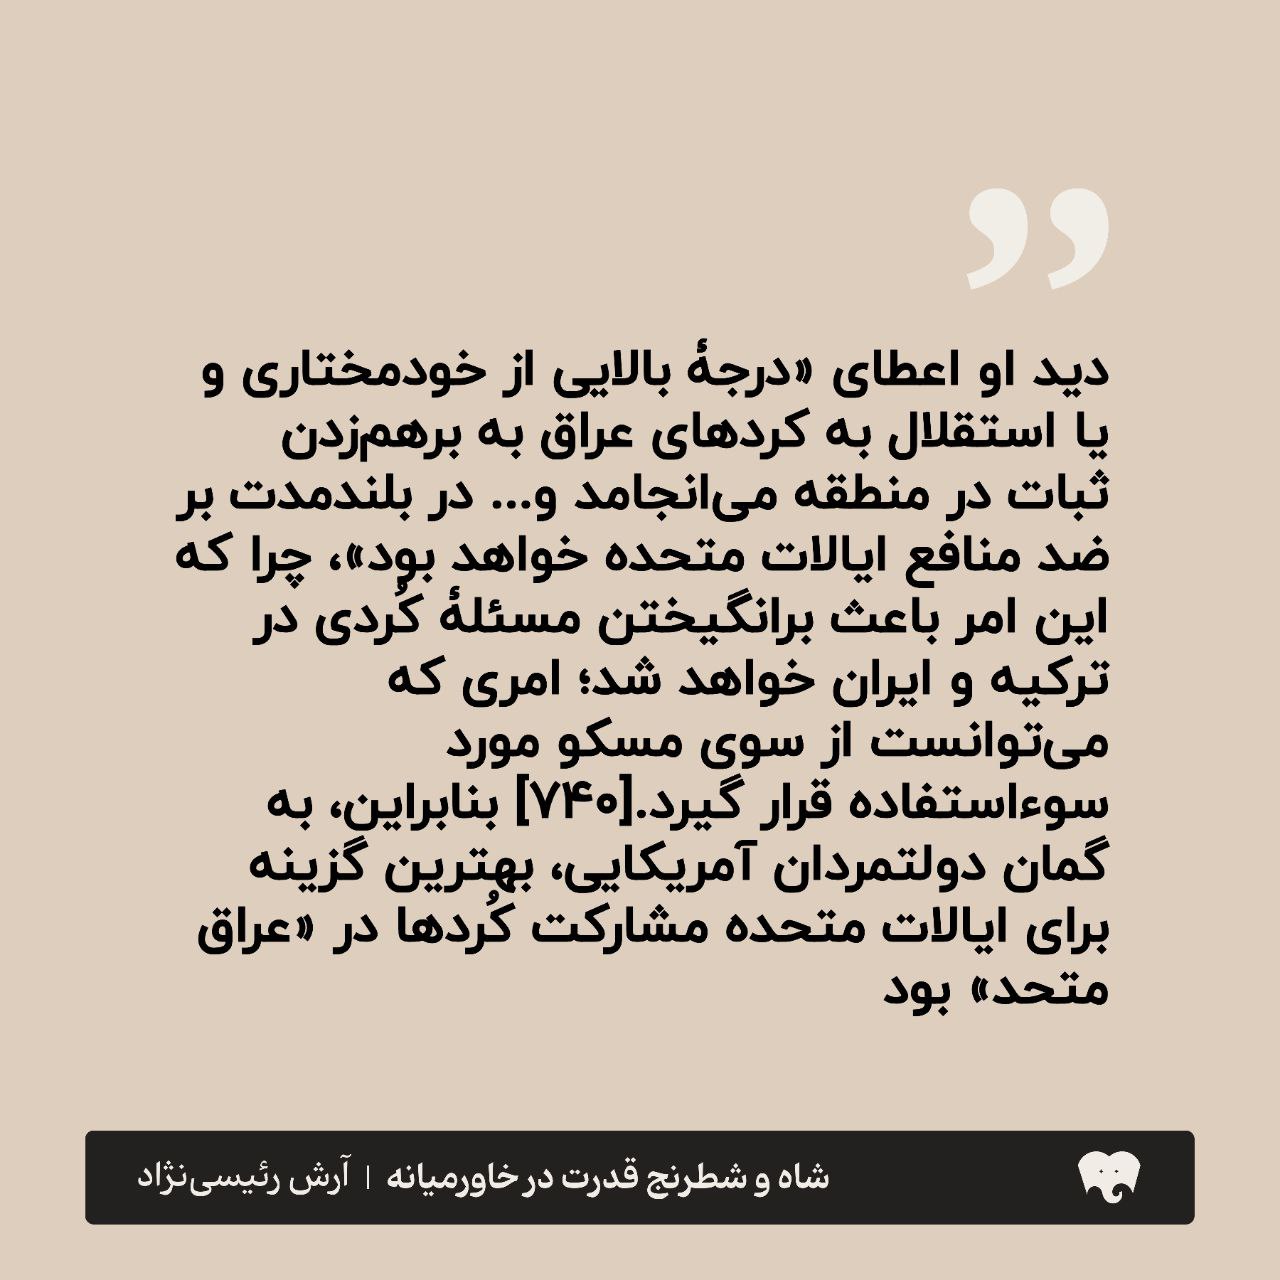 ”
دید او اعطای «درجهٔ بالایی از خودمختاری و
یا استقلال به کردهای عراق به برهم‌زدن
ثبات در منطقه می‌انجامد و... در بلندمدت بر
ضد منافع ایالات متحده خواهد بود»، چرا که
این امر باعث برانگیختن مسئلهٔ کُردی در
ترکیه و ایران خواهد شد؛ امری که
می‌توانست از سوی مسکو مورد
سوءاستفاده قرار گیرد.[۷۴۰] بنابراین، به
گمان دولتمردان آمریکایی، بهترین گزینه
برای ایالات متحده مشارکت کُردها در «عراق
متحد» بود
شاه و شطرنج قدرت در خاورمیانه | آرش رئیسی‌نژاد